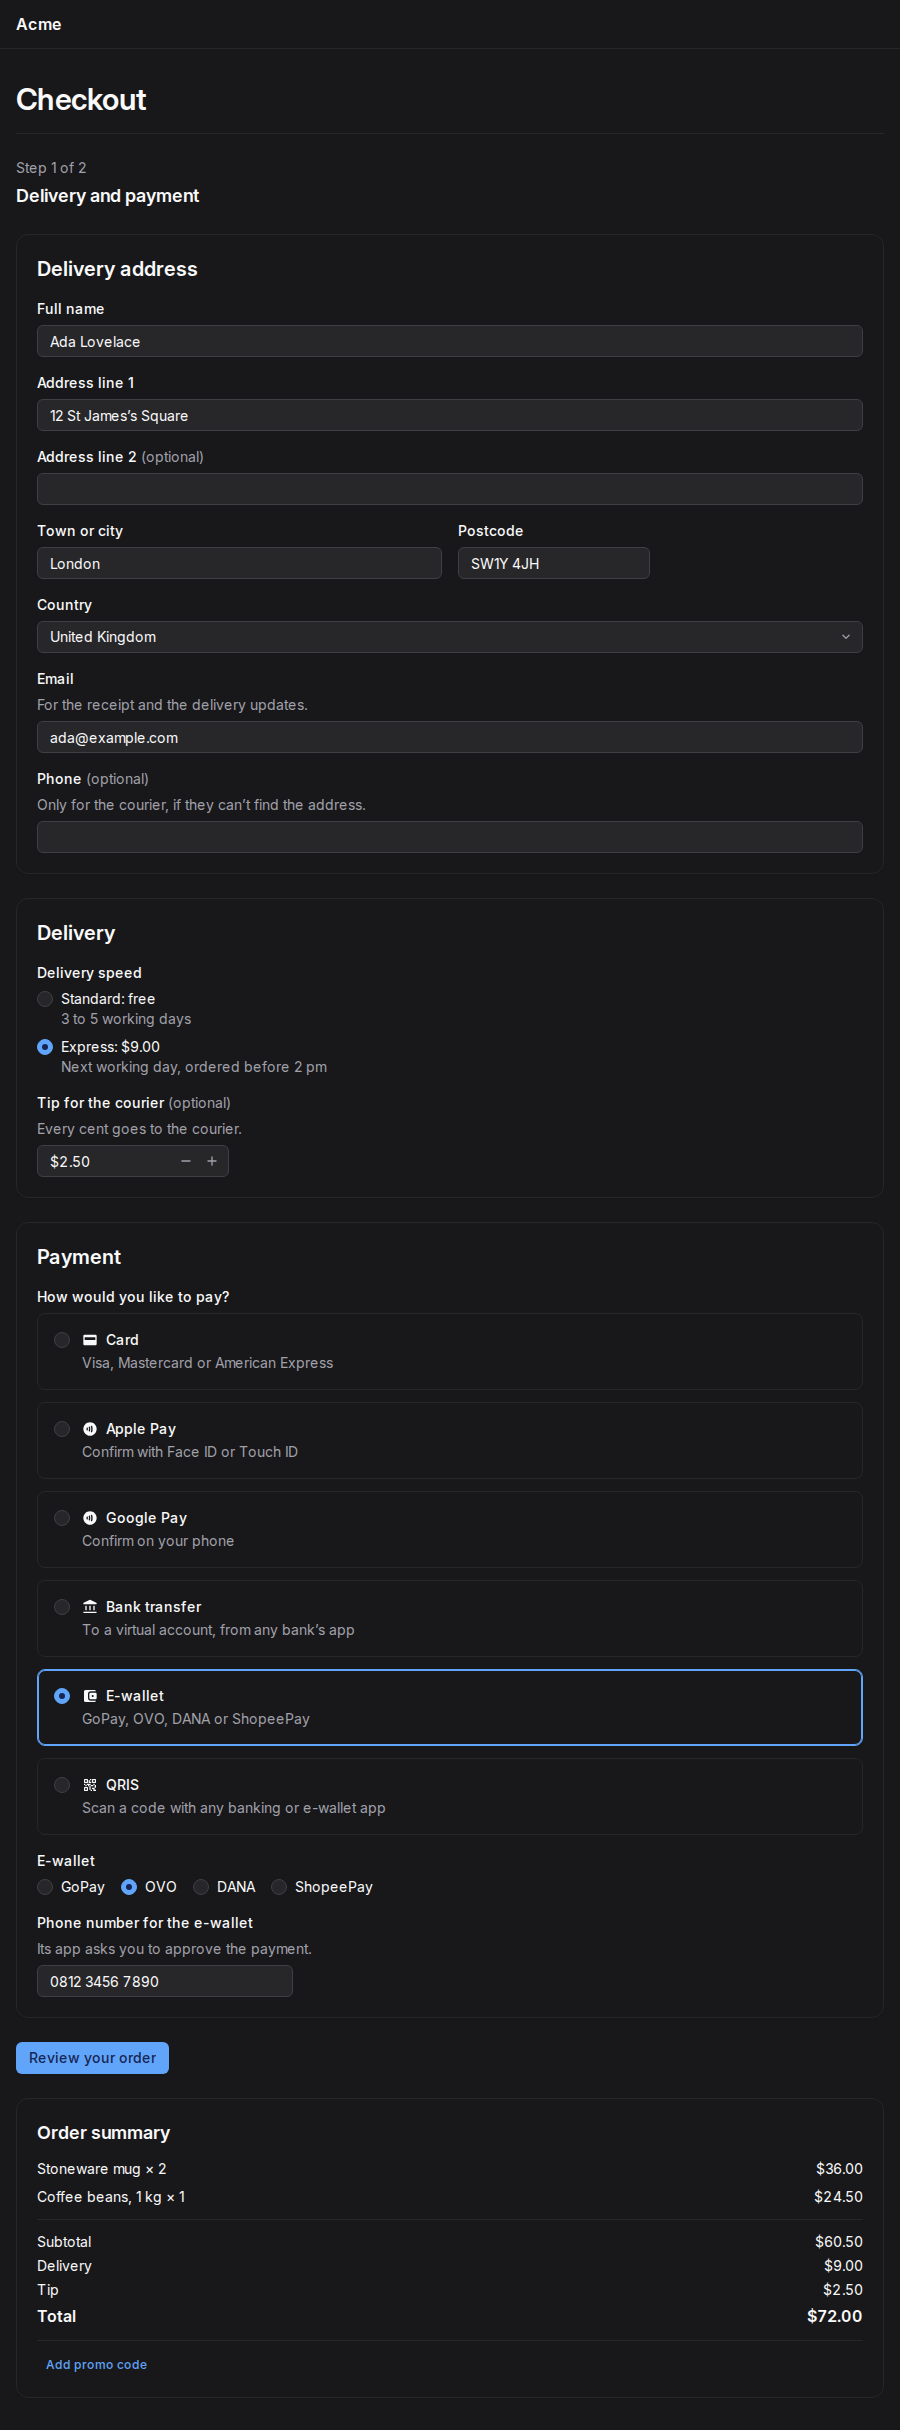 Acme
Checkout
Step 1 of 2
Delivery and payment
Delivery address
Full name
Ada Lovelace
Address line 1
12 St James’s Square
Address line 2 (optional)
Town or city
Postcode
London
SW1Y 4JH
Country
United Kingdom
Email
For the receipt and the delivery updates.
ada@example.com
Phone (optional)
Only for the courier, if they can’t find the address.
Delivery
Delivery speed
Standard: free
3 to 5 working days
Express: $9.00
Next working day, ordered before 2 pm
Tip for the courier (optional)
Every cent goes to the courier.
$2.50
Payment
How would you like to pay?
Card
Visa, Mastercard or American Express
Apple Pay
Confirm with Face ID or Touch ID
Google Pay
Confirm on your phone
Bank transfer
To a virtual account, from any bank’s app
E-wallet
GoPay, OVO, DANA or ShopeePay
QRIS
Scan a code with any banking or e-wallet app
E-wallet
GoPay OVO DANA ShopeePay
Phone number for the e-wallet
Its app asks you to approve the payment.
0812 3456 7890
Review your order
Order summary
Stoneware mug × 2 $36.00
Coffee beans, 1 kg × 1 $24.50
Subtotal $60.50
Delivery $9.00
Tip $2.50
Total $72.00
Add promo code